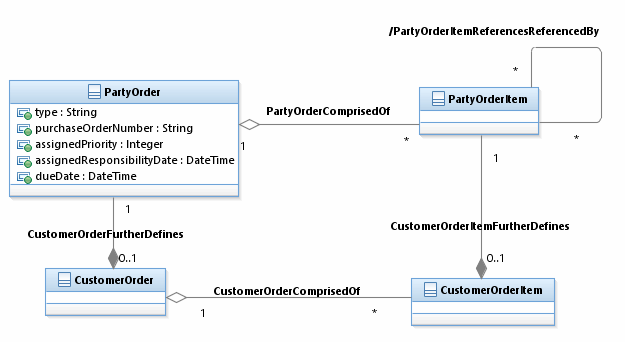 /PartyOrderItemReferencesReferencedBy
*
*
PartyOrder
type : String
purchaseOrderNumber : String
assignedPriority : Integer
assignedResponsibilityDate : DateTime
dueDate : DateTime
PartyOrderComprisedOf
1
*
PartyOrderItem
1
1
CustomerOrderFurtherDefines
0..1
CustomerOrderItemFurtherDefines
0..1
CustomerOrder
CustomerOrderComprisedOf
1
*
CustomerOrderItem